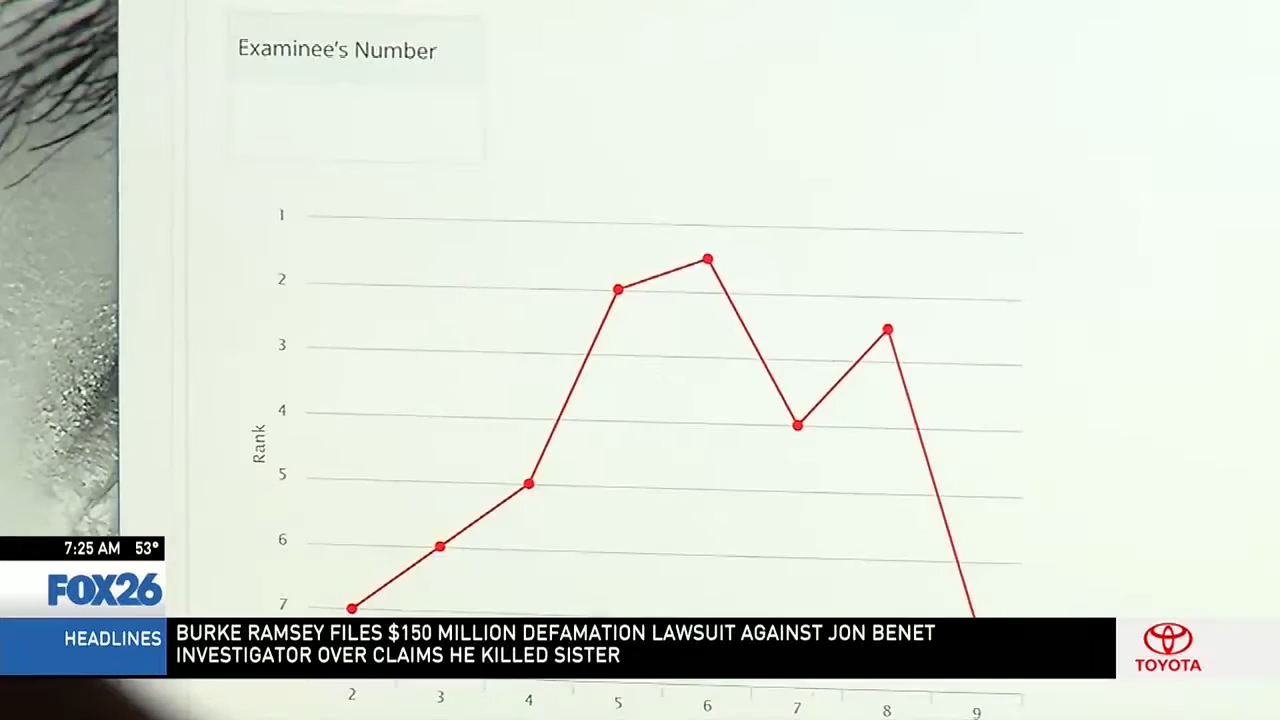 Examinee's Number
1
2
3
4
5
6
7
Rank
2 3 4 5 6 7 8 9
7:25 AM 53°
FOX26
HEADLINES
BURKE RAMSEY FILES $150 MILLION DEFAMATION LAWSUIT AGAINST JON BENET
INVESTIGATOR OVER CLAIMS HE KILLED SISTER
TOYOTA